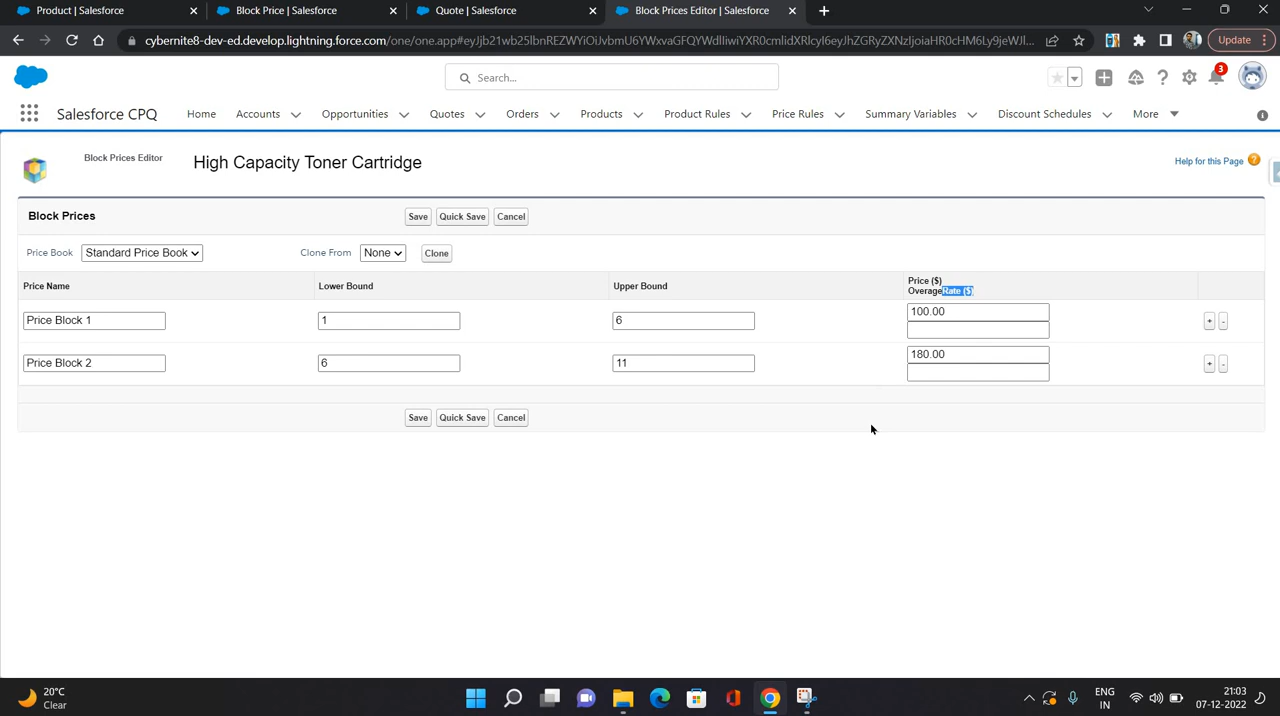 Product | Salesforce
Block Price | Salesforce
Quote | Salesforce
Block Prices Editor | Salesforce
Update
Search...
3
Salesforce CPQ
Home
Accounts
Opportunities
Quotes
Orders
Products
Product Rules
Price Rules
Summary Variables
Discount Schedules
More
Block Prices Editor
High Capacity Toner Cartridge
Help for this Page
?
Block Prices
Save
Quick Save
Cancel
Price Book
Standard Price Book
Clone From
None
Clone
Price Name
Lower Bound
Upper Bound
Price ($)
OverageRate ($)
Price Block 1
1
6
100.00
+
-
Price Block 2
6
11
180.00
+
-
Save
Quick Save
Cancel
20°C
Clear
ENG
IN
21:03
07-12-2022